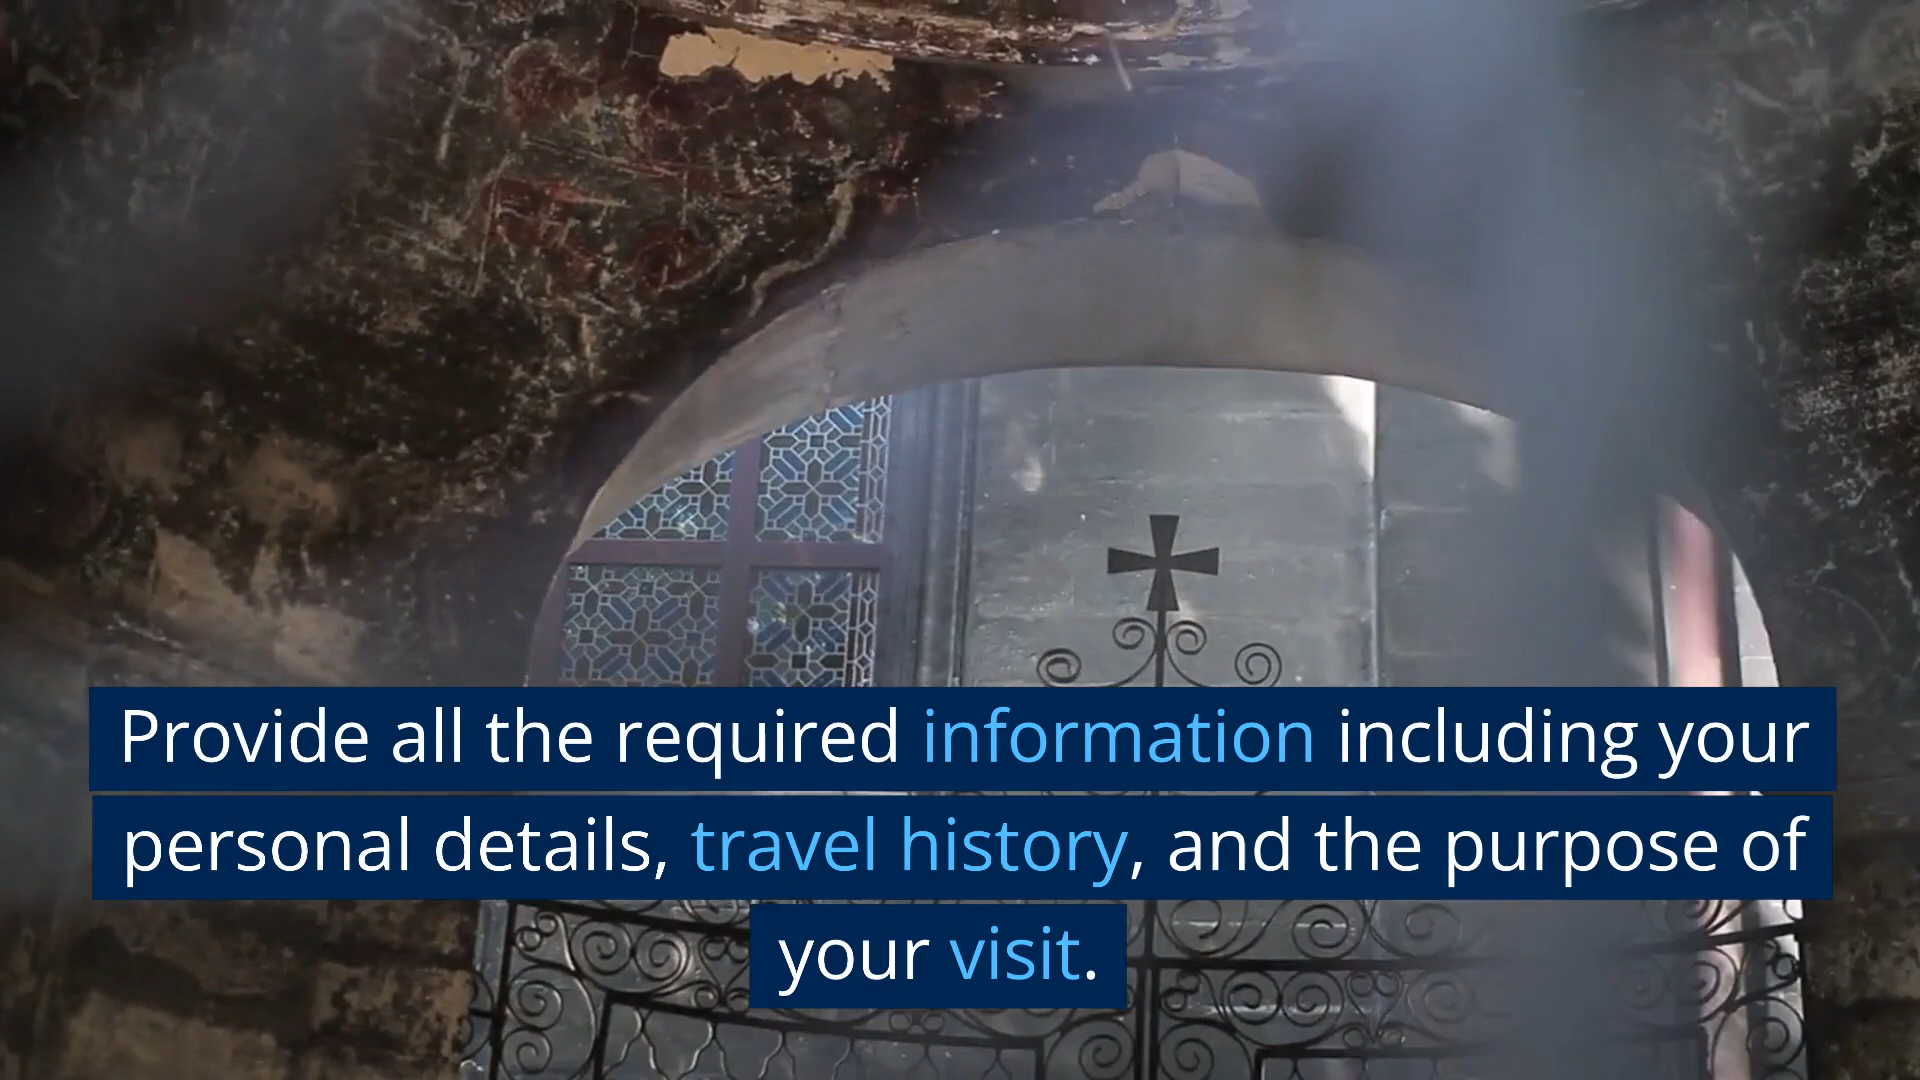 Provide all the required information including your
personal details, travel history, and the purpose of
your visit.